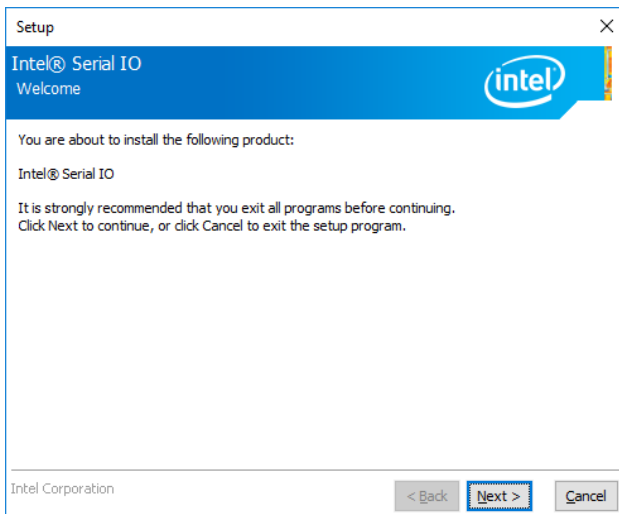 Setup
Intel® Serial IO
Welcome
intel
You are about to install the following product:
Intel® Serial IO
It is strongly recommended that you exit all programs before continuing.
Click Next to continue, or click Cancel to exit the setup program.
Intel Corporation
< Back
Next >
Cancel